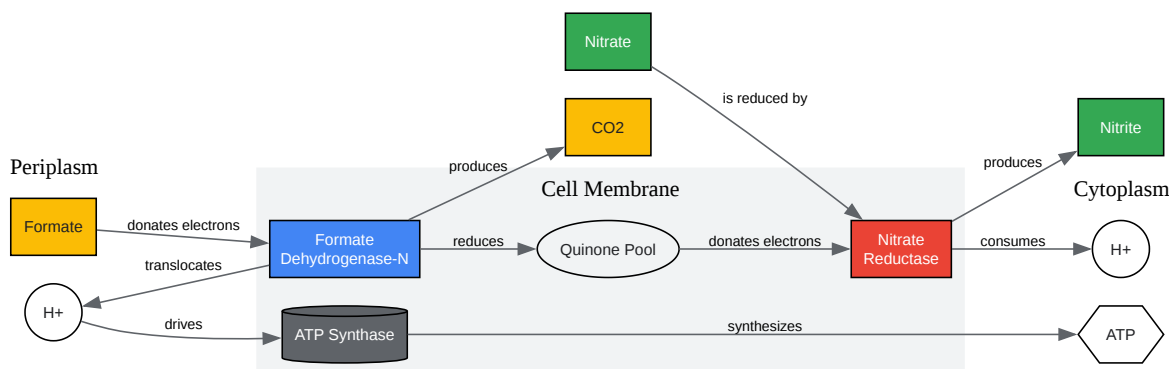 Nitrate
is reduced by
CO2
Nitrite
Periplasm
produces
produces
Cell Membrane
Cytoplasm
Formate
donates electrons
Formate
Dehydrogenase-N
reduces
Quinone Pool
donates electrons
Nitrate
Reductase
consumes
H+
translocates
H+
drives
ATP Synthase
synthesizes
ATP